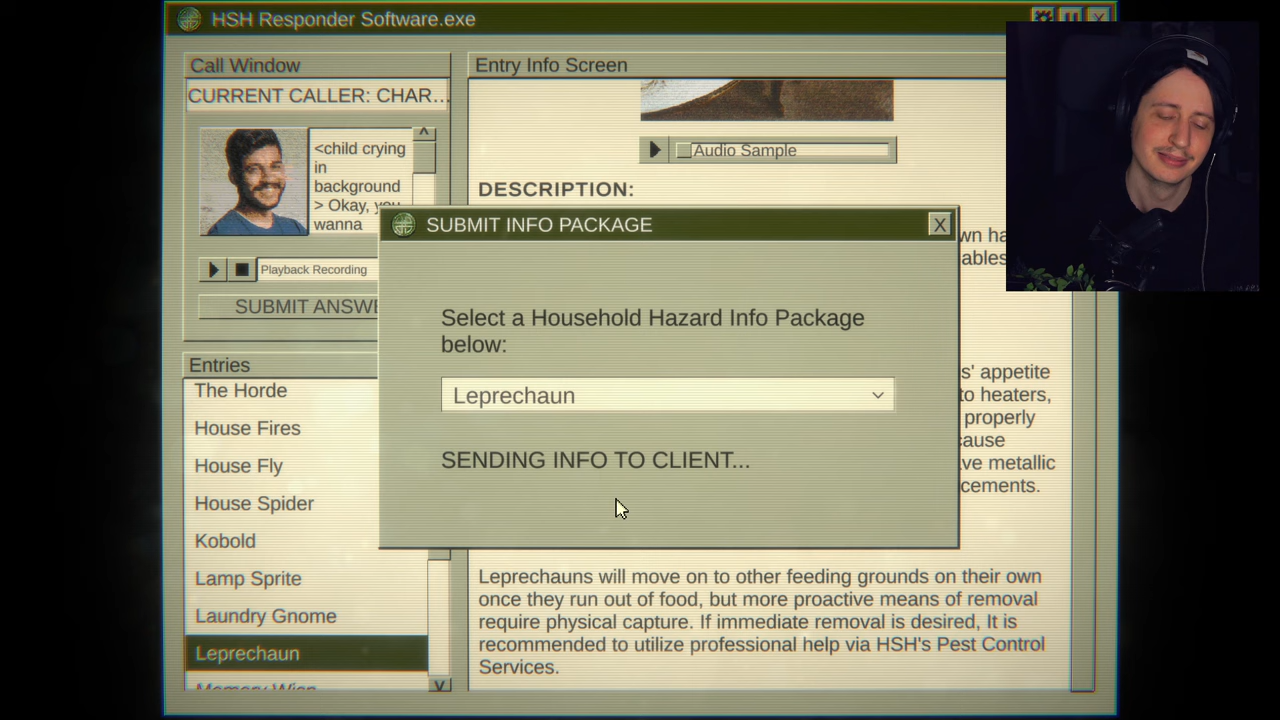 HSH Responder Software.exe
Call Window
CURRENT CALLER: CHAR...
<child crying
in
background
> Okay, you
wanna
Playback Recording
SUBMIT ANSWE
Entries
The Horde
House Fires
House Fly
House Spider
Kobold
Lamp Sprite
Laundry Gnome
Leprechaun
Memory Wisp
Entry Info Screen
Audio Sample
DESCRIPTION:
SUBMIT INFO PACKAGE
X
Select a Household Hazard Info Package
below:
Leprechaun
SENDING INFO TO CLIENT...
s' appetite
to heaters,
properly
cause
ve metallic
cements.
Leprechauns will move on to other feeding grounds on their own
once they run out of food, but more proactive means of removal
require physical capture. If immediate removal is desired, It is
recommended to utilize professional help via HSH's Pest Control
Services.